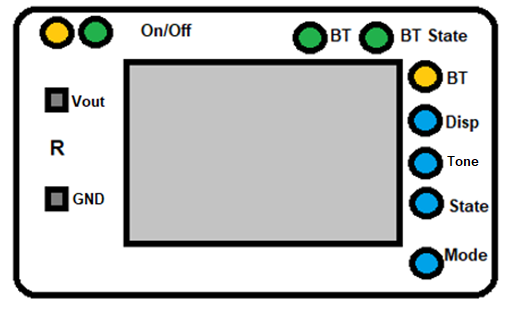 On/Off
BT
BT State
BT
Vout
Disp
R
Tone
GND
State
Mode